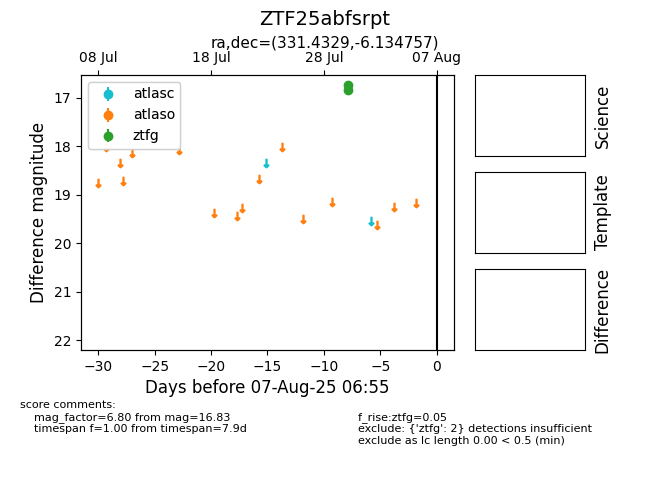 ZTF25abfsrpt
ra,dec=(331.4329,-6.134757)
08 Jul 18 Jul 28 Jul 07 Aug
atlasc
atlaso
ztfg
17
18
19
20
21
22
Difference magnitude
−30 −25 −20 −15 −10 −5 0
Days before 07-Aug-25 06:55
Science
Template
Difference
score comments:
mag_factor=6.80 from mag=16.83
timespan f=1.00 from timespan=7.9d
f_rise:ztfg=0.05
exclude: {'ztfg': 2} detections insufficient
exclude as lc length 0.00 < 0.5 (min)